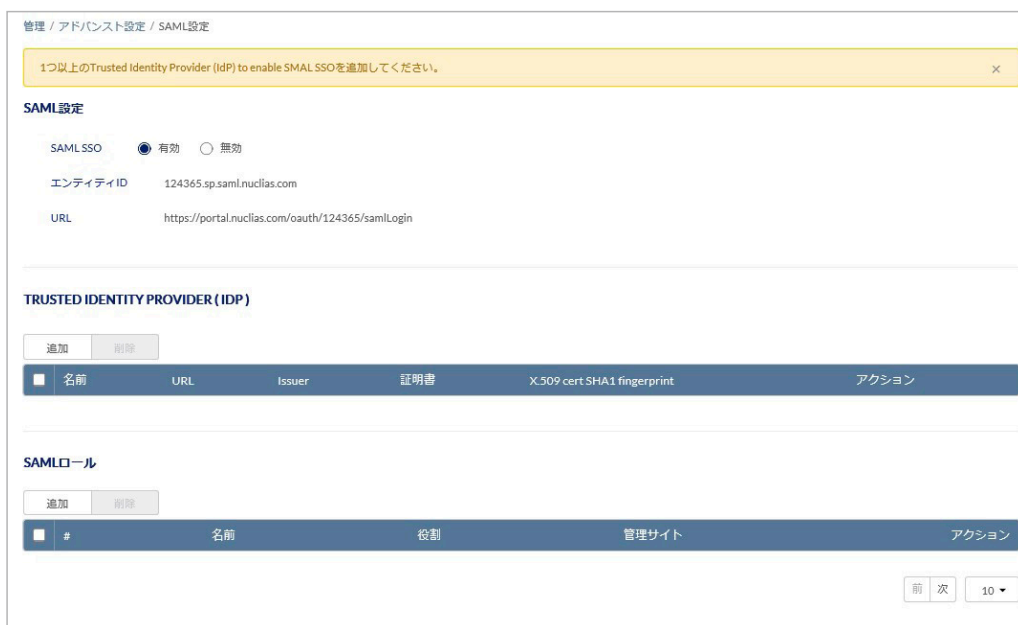 管理 / アドバンスト設定 / SAML設定
1つ以上のTrusted Identity Provider (IdP) to enable SMAL SSOを追加してください。 ×
SAML設定
SAML SSO 有効 無効
エンティティID 124365.sp.saml.nuclias.com
URL https://portal.nuclias.com/oauth/124365/samlLogin
TRUSTED IDENTITY PROVIDER ( IDP )
追加 削除
名前 URL Issuer 証明書 X.509 cert SHA1 fingerprint アクション
SAMLロール
追加 削除
# 名前 役割 管理サイト アクション
前 次 10